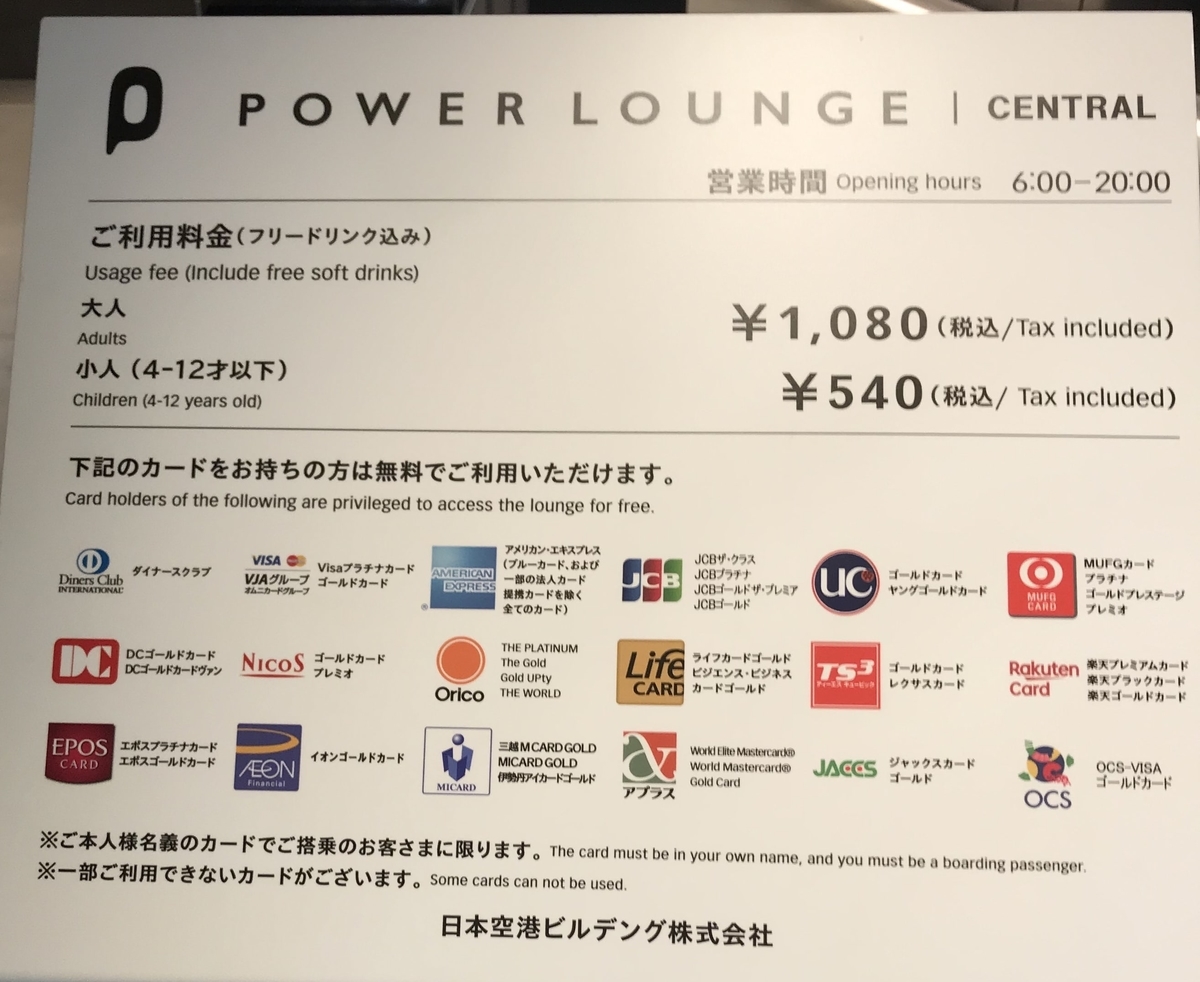 POWER LOUNGE | CENTRAL
営業時間 Opening hours 6:00-20:00
ご利用料金(フリードリンク込み)
Usage fee (Include free soft drinks)
大人
Adults
¥1,080(税込/Tax included)
小人(4-12才以下)
Children (4-12 years old)
¥540(税込/ Tax included)
下記のカードをお持ちの方は無料でご利用いただけます。
Card holders of the following are privileged to access the lounge for free.
Diners Club
INTERNATIONAL
ダイナースクラブ
VISA
VJAグループ
オムニカードグループ
Visaプラチナカード
ゴールドカード
AMERICAN
EXPRESS
アメリカン・エキスプレス
(ブルーカード、および
一部の法人カード
提携カードを除く
全てのカード)
JCB
JCBザ・クラス
JCBプラチナ
JCBゴールドザ・プレミア
JCBゴールド
UC
ゴールドカード
ヤングゴールドカード
MUFG
CARD
MUFGカード
プラチナ
ゴールドプレステージ
プレミオ
DC
DCゴールドカード
DCゴールドカードヴァン
NICOS
ゴールドカード
プレミオ
Orico
THE PLATINUM
The Gold
Gold UPty
THE WORLD
Life
CARD
ライフカードゴールド
ビジエンス・ビジネス
カードゴールド
TS3
ティーエス キュービック
ゴールドカード
レクサスカード
Rakuten
Card
楽天プレミアムカード
楽天ブラックカード
楽天ゴールドカード
EPOS
CARD
エポスプラチナカード
エポスゴールドカード
ÆON
Financial
イオンゴールドカード
MICARD
三越 M CARD GOLD
MICARD GOLD
伊勢丹アイカードゴールド
アプラス
World Elite Mastercard®
World Mastercard®
Gold Card
JACCS
ジャックスカード
ゴールド
OCS
OCS-VISA
ゴールドカード
※ご本人様名義のカードでご搭乗のお客さまに限ります。The card must be in your own name, and you must be a boarding passenger.
※一部ご利用できないカードがございます。Some cards can not be used.
日本空港ビルデング株式会社